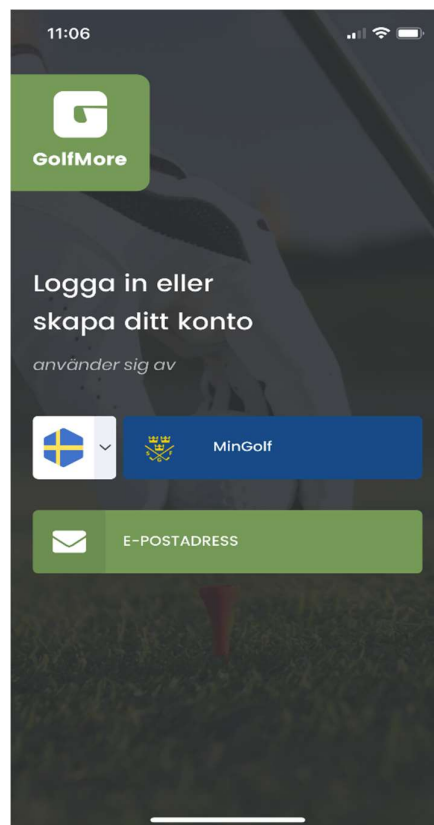 11:06
GolfMore
Logga in eller
skapa ditt konto
använder sig av
MinGolf
E-POSTADRESS